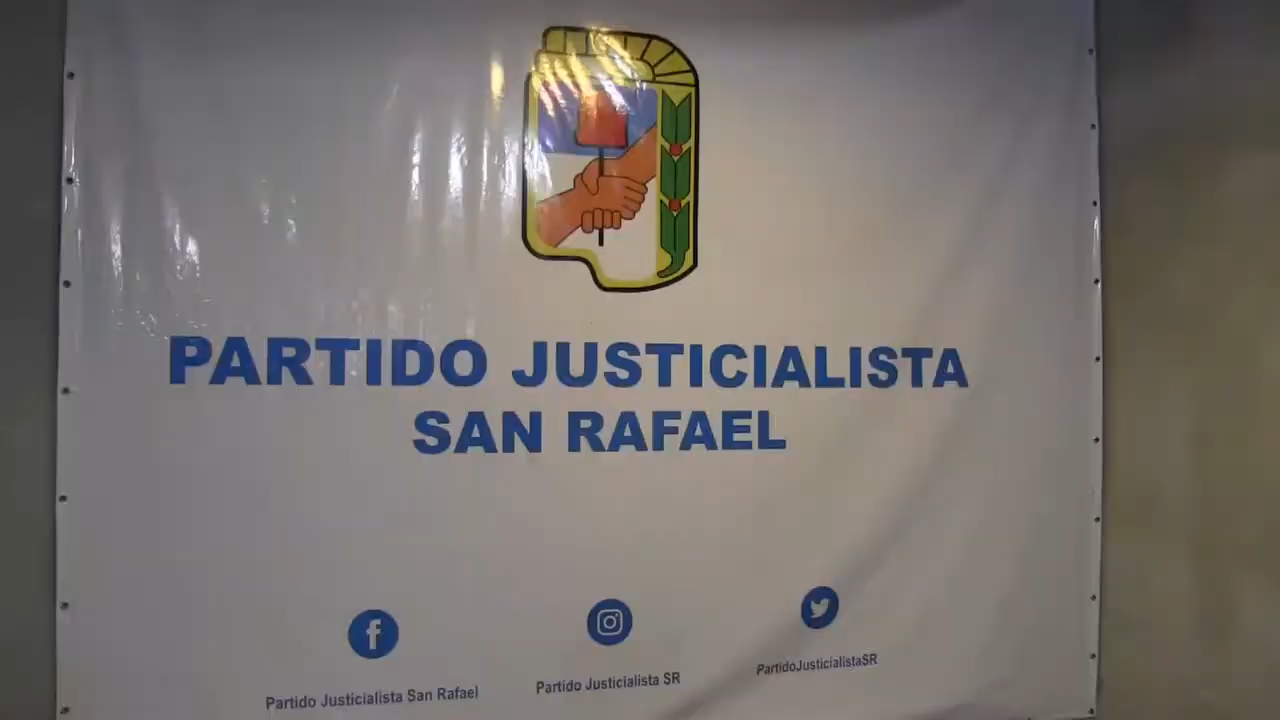 PARTIDO JUSTICIALISTA
SAN RAFAEL
Partido Justicialista San Rafael
Partido Justicialista SR
PartidoJusticialistaSR